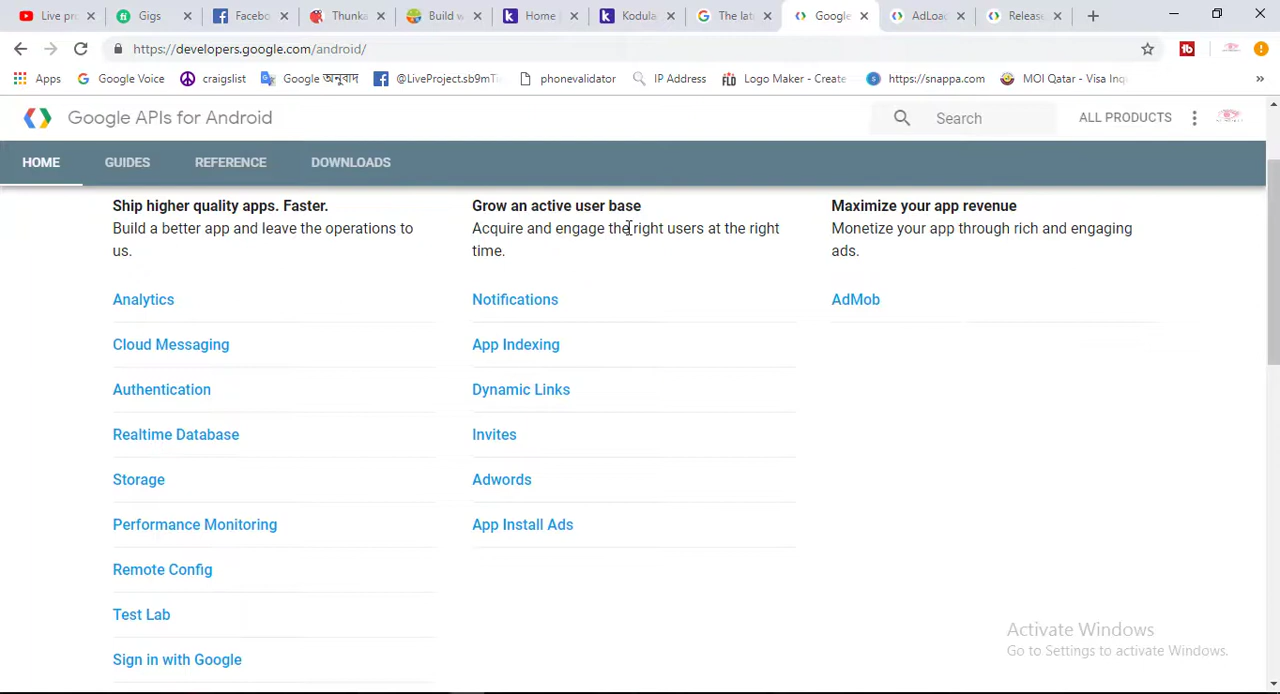 Live pr
Gigs
Facebo
Thunka
Build w
Home
Kodula
The lat
Google
AdLoad
Release
https://developers.google.com/android/
Apps
Google Voice
craigslist
Google অনুবাদ
@LiveProject.sb9mTi
phonevalidator
IP Address
Logo Maker - Create
https://snappa.com
MOI Qatar - Visa Inq
»
Google APIs for Android
Search
ALL PRODUCTS
HOME
GUIDES
REFERENCE
DOWNLOADS
Ship higher quality apps. Faster.
Build a better app and leave the operations to
us.
Analytics
Cloud Messaging
Authentication
Realtime Database
Storage
Performance Monitoring
Remote Config
Test Lab
Sign in with Google
Grow an active user base
Acquire and engage the right users at the right
time.
Notifications
App Indexing
Dynamic Links
Invites
Adwords
App Install Ads
Maximize your app revenue
Monetize your app through rich and engaging
ads.
AdMob
Activate Windows
Go to Settings to activate Windows.